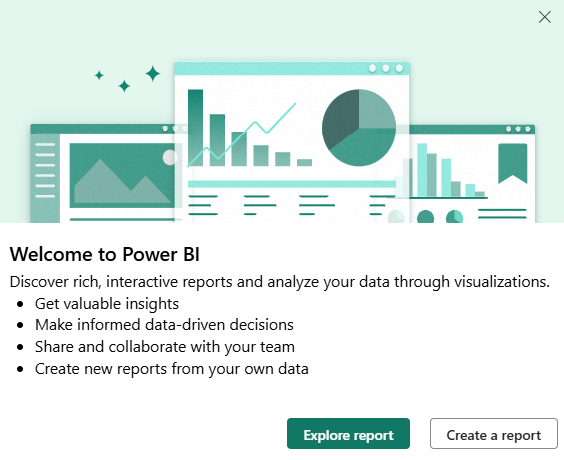 Welcome to Power BI
Discover rich, interactive reports and analyze your data through visualizations.
• Get valuable insights
• Make informed data-driven decisions
• Share and collaborate with your team
• Create new reports from your own data
Explore report
Create a report